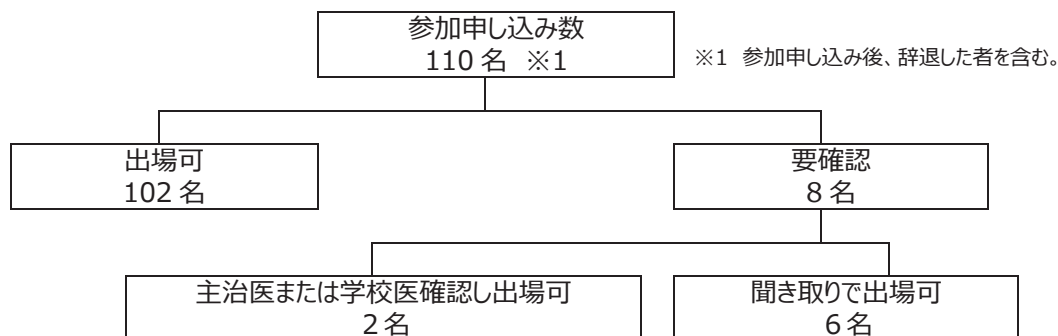 参加申し込み数
110 名 ※1
※1 参加申し込み後、辞退した者を含む。
出場可
102 名
要確認
8 名
主治医または学校医確認し出場可
2 名
聞き取りで出場可
6 名